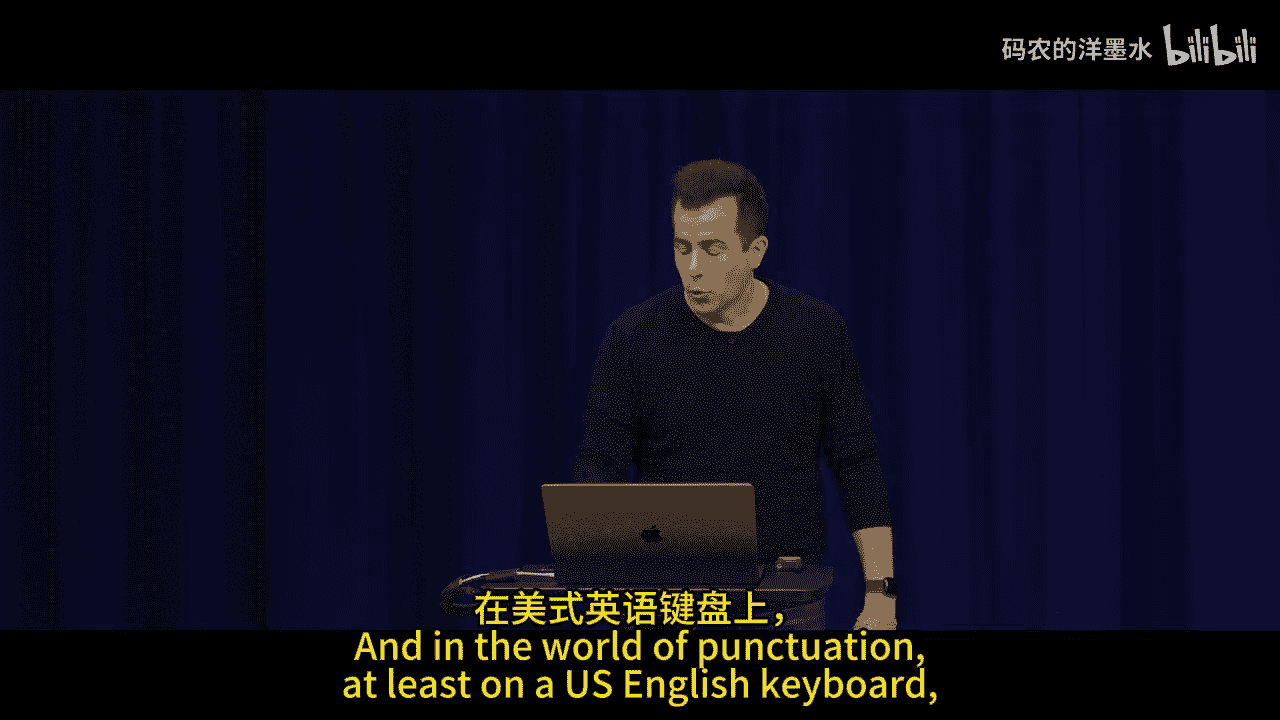 码农的洋墨水 bilibili
在美式英语键盘上，
And in the world of punctuation,
at least on a US English keyboard,